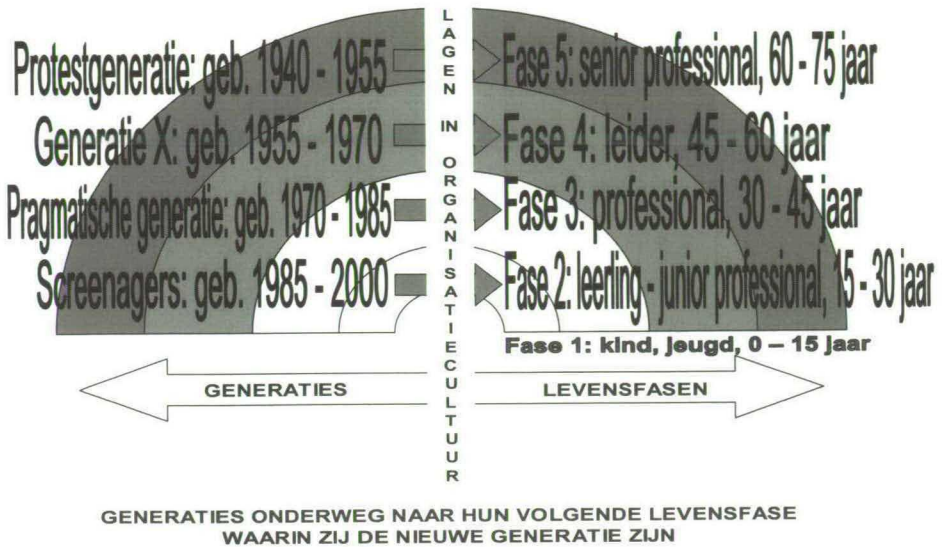 Protestgeneratie: geb. 1940 - 1955
Generatie X: geb. 1955 - 1970
Pragmatische generatie: geb. 1970 - 1985
Screenagers: geb. 1985 - 2000
LAGEN IN ORGANISATIECULTUUR
Fase 5: senior professional, 60 - 75 jaar
Fase 4: leider, 45 - 60 jaar
Fase 3: professional, 30 - 45 jaar
Fase 2: leerling - junior professional, 15 - 30 jaar
Fase 1: kind, jeugd, 0 – 15 jaar
GENERATIES
LEVENSFASEN
GENERATIES ONDERWEG NAAR HUN VOLGENDE LEVENSFASE
WAARIN ZIJ DE NIEUWE GENERATIE ZIJN